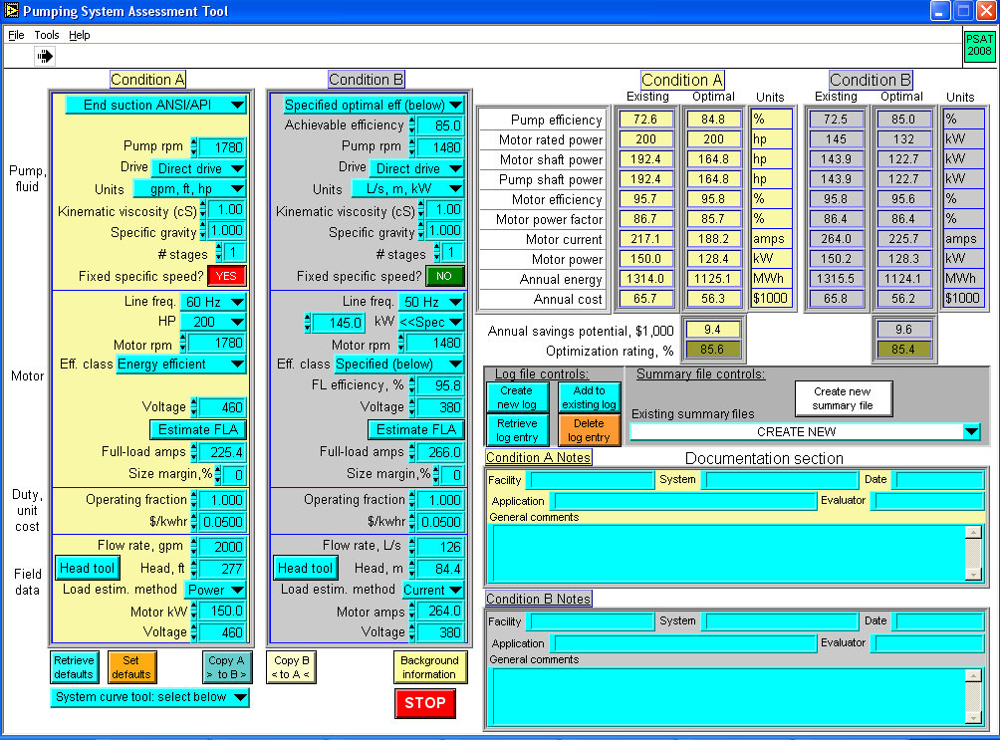 Pumping System Assessment Tool
File Tools Help
PSAT
2008
Condition A
End suction ANSI/API
Pump,
fluid
Pump rpm 1780
Drive Direct drive
Units gpm, ft, hp
Kinematic viscosity (cS) 1.00
Specific gravity 1.000
# stages 1
Fixed specific speed? YES
Motor
Line freq. 60 Hz
HP 200
Motor rpm 1780
Eff. class Energy efficient
Voltage 460
Estimate FLA
Full-load amps 225.4
Size margin,% 0
Duty,
unit
cost
Operating fraction 1.000
$/kwhr 0.0500
Field
data
Flow rate, gpm 2000
Head tool Head, ft 277
Load estim. method Power
Motor kW 150.0
Voltage 460
Condition B
Specified optimal eff (below)
Achievable efficiency 85.0
Pump rpm 1480
Drive Direct drive
Units L/s, m, kW
Kinematic viscosity (cS) 1.00
Specific gravity 1.000
# stages 1
Fixed specific speed? NO
Line freq. 50 Hz
145.0 kW <<Spec
Motor rpm 1480
Eff. class Specified (below)
FL efficiency, % 95.8
Voltage 380
Estimate FLA
Full-load amps 266.0
Size margin,% 0
Operating fraction 1.000
$/kwhr 0.0500
Flow rate, L/s 126
Head tool Head, m 84.4
Load estim. method Current
Motor amps 264.0
Voltage 380
Retrieve
defaults
Set
defaults
Copy A
> to B >
Copy B
< to A <
Background
information
System curve tool: select below
STOP
Condition A Condition B
Existing Optimal Units Existing Optimal Units
Pump efficiency 72.6 84.8 % 72.5 85.0 %
Motor rated power 200 200 hp 145 132 kW
Motor shaft power 192.4 164.8 hp 143.9 122.7 kW
Pump shaft power 192.4 164.8 hp 143.9 122.7 kW
Motor efficiency 95.7 95.8 % 95.8 95.6 %
Motor power factor 86.7 85.7 % 86.4 86.4 %
Motor current 217.1 188.2 amps 264.0 225.7 amps
Motor power 150.0 128.4 kW 150.2 128.3 kW
Annual energy 1314.0 1125.1 MWh 1315.5 1124.1 MWh
Annual cost 65.7 56.3 $1000 65.8 56.2 $1000
Annual savings potential, $1,000 9.4 9.6
Optimization rating, % 85.6 85.4
Log file controls:
Create
new log
Add to
existing log
Retrieve
log entry
Delete
log entry
Summary file controls:
Create new
summary file
Existing summary files
CREATE NEW
Condition A Notes
Documentation section
Facility System Date
Application Evaluator
General comments
Condition B Notes
Facility System Date
Application Evaluator
General comments